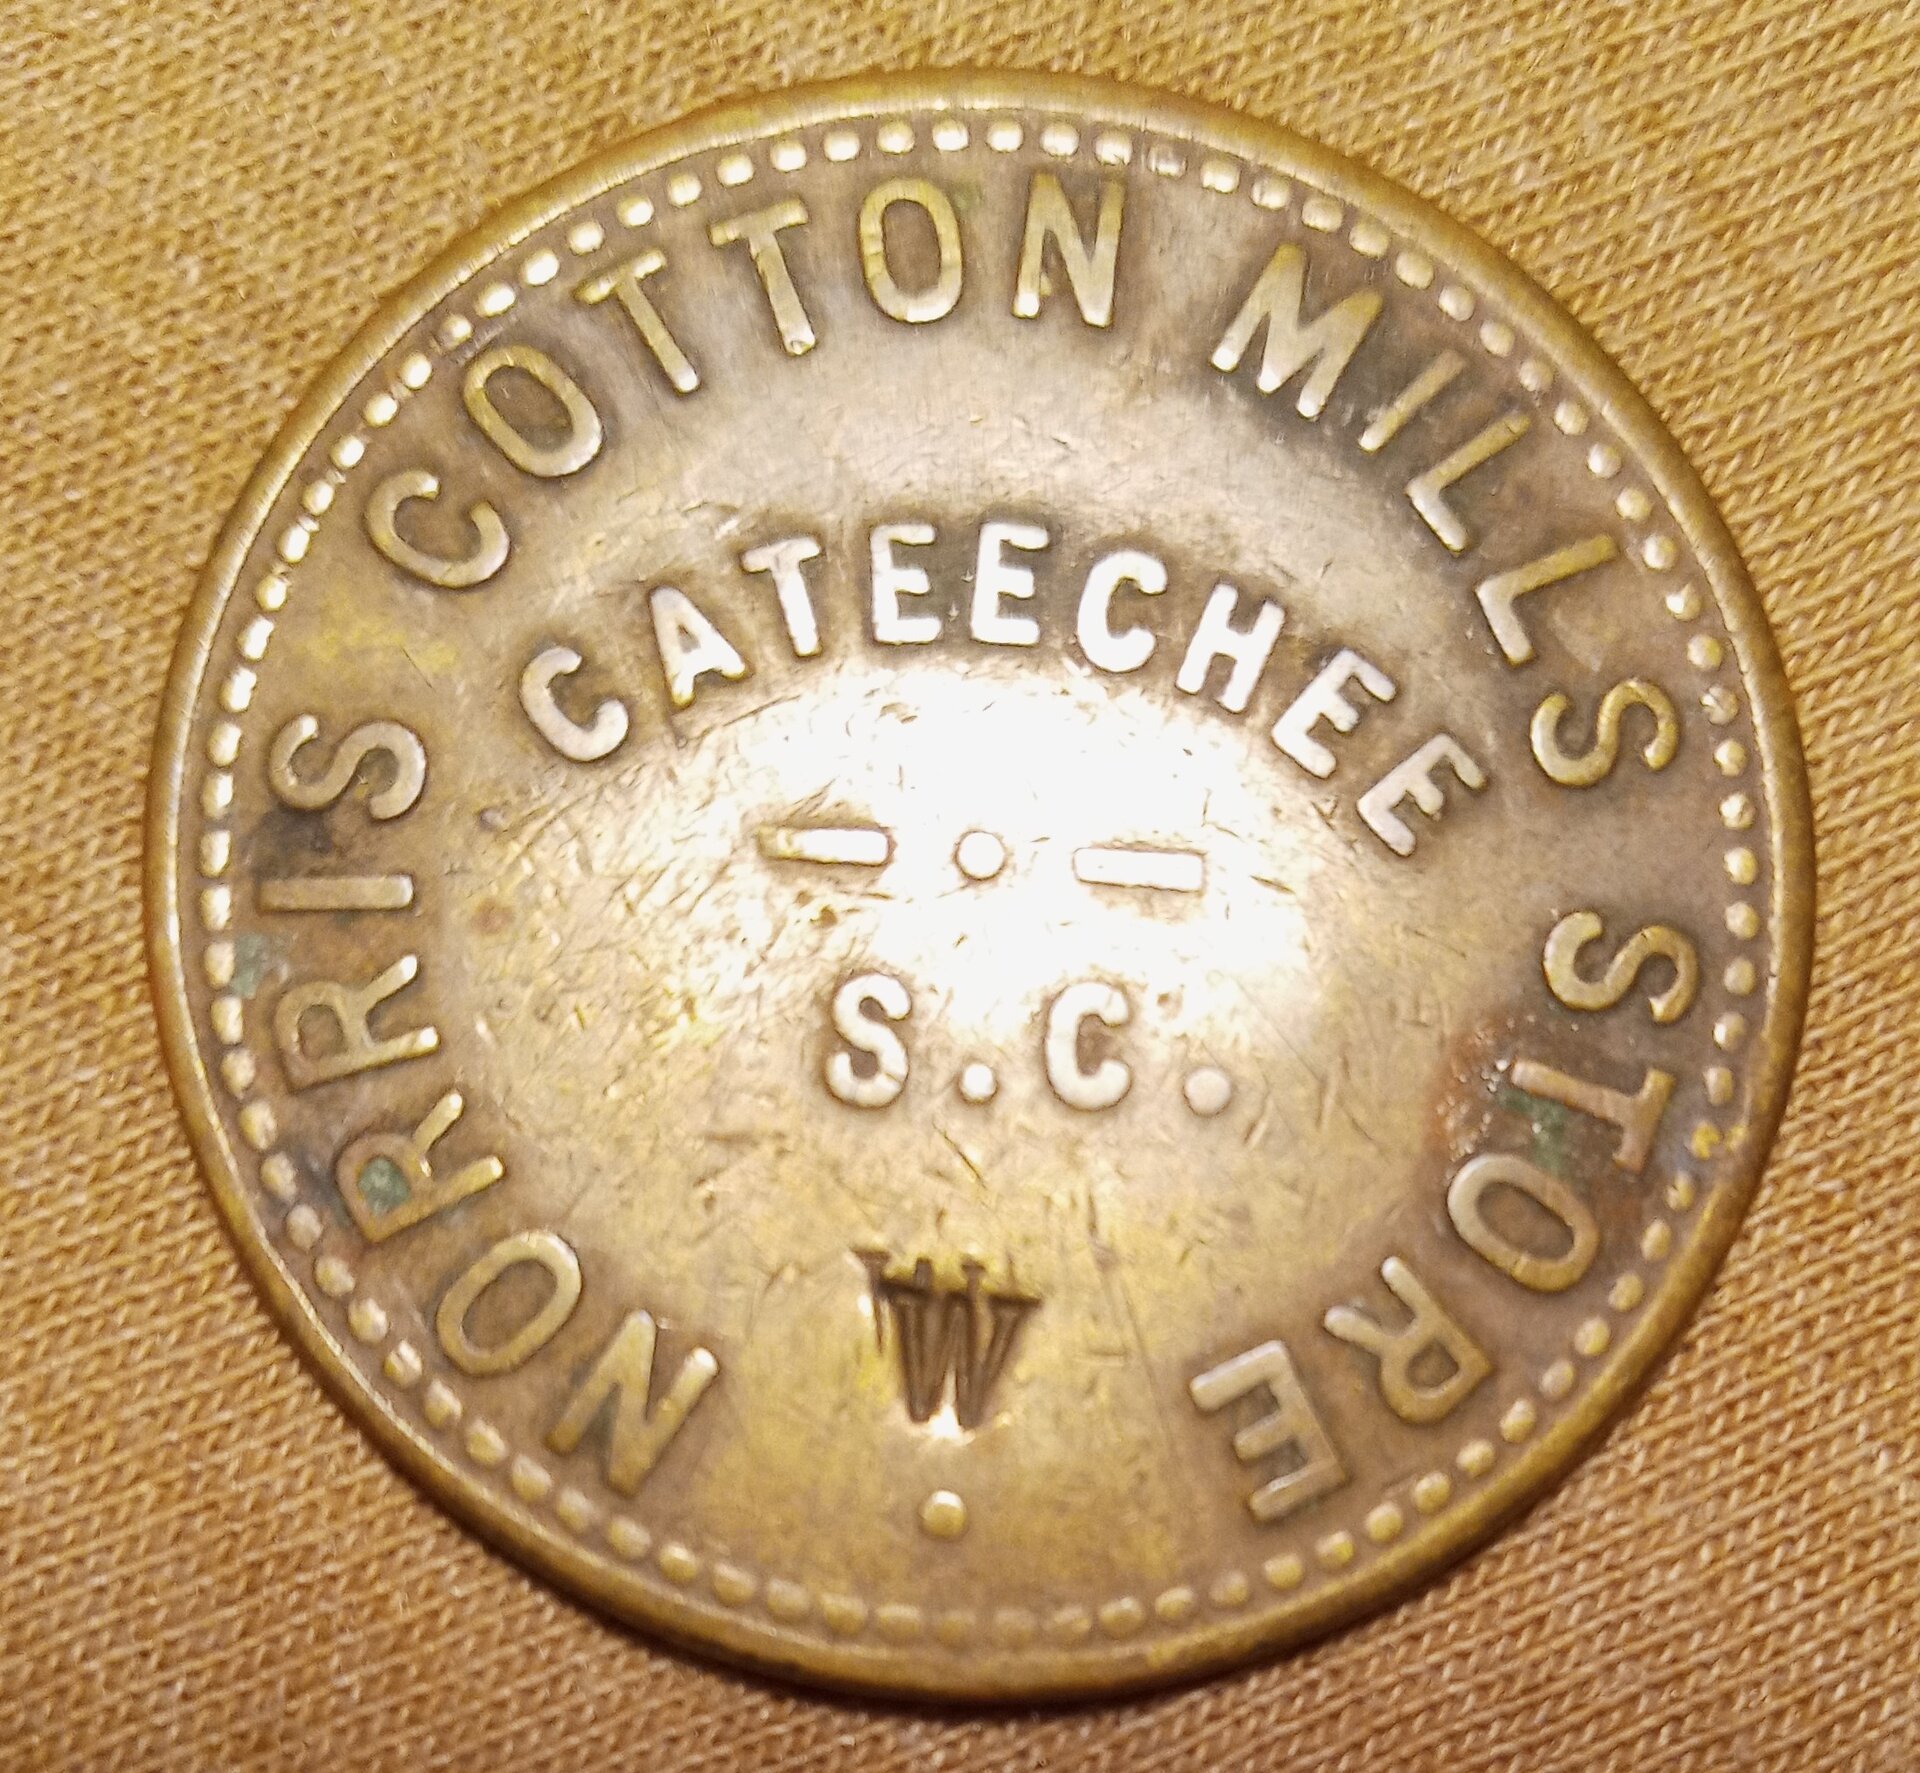 NORRIS COTTON MILLS STORE
CATEECHEE
S.C.
W